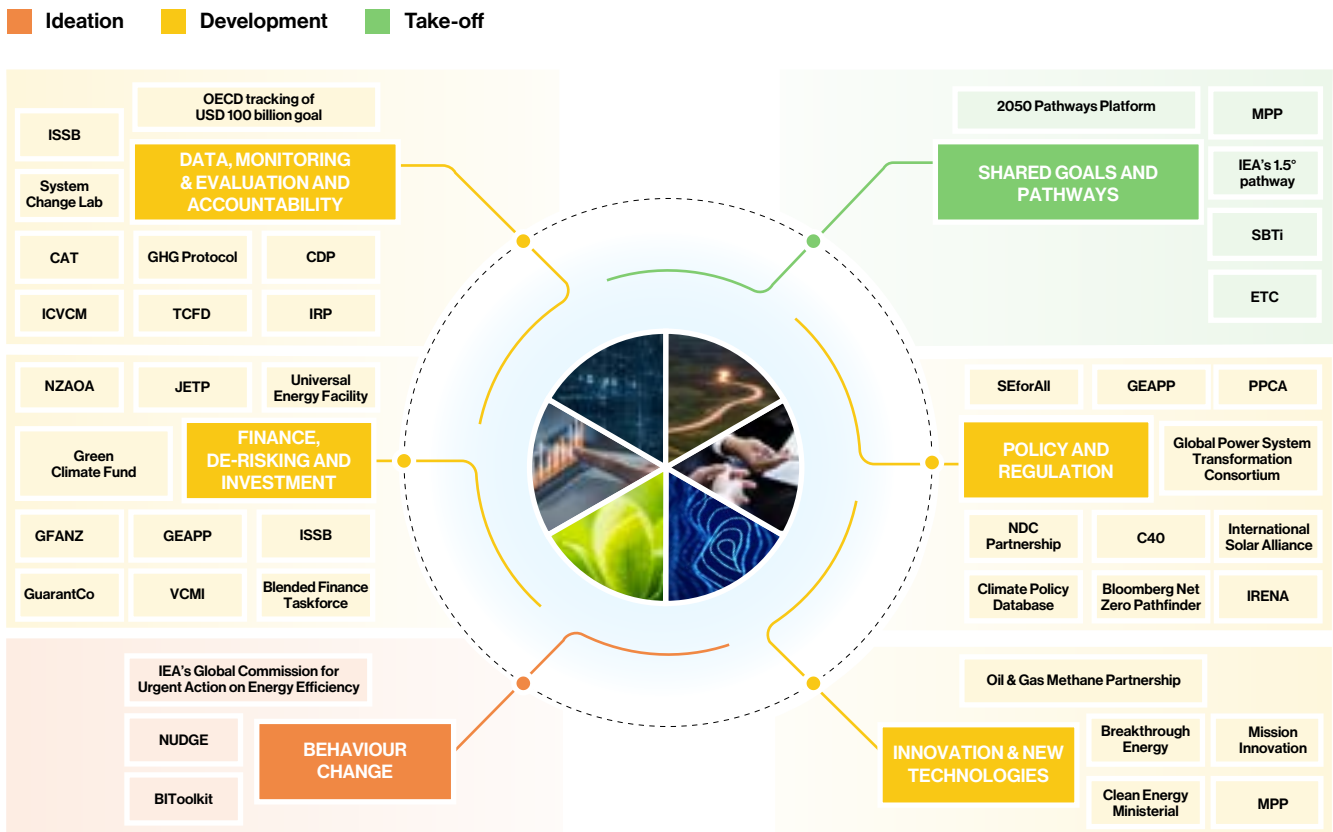 Ideation
Development
Take-off
OECD tracking of
USD 100 billion goal
ISSB
DATA, MONITORING
& EVALUATION AND
ACCOUNTABILITY
System
Change Lab
CAT
GHG Protocol
CDP
ICVCM
TCFD
IRP
2050 Pathways Platform
MPP
SHARED GOALS AND
PATHWAYS
IEA's 1.5°
pathway
SBTi
ETC
NZAOA
JETP
Universal
Energy Facility
Green
Climate Fund
FINANCE,
DE-RISKING AND
INVESTMENT
GFANZ
GEAPP
ISSB
GuarantCo
VCMI
Blended Finance
Taskforce
SEforAll
GEAPP
PPCA
POLICY AND
REGULATION
Global Power System
Transformation
Consortium
NDC
Partnership
C40
International
Solar Alliance
Climate Policy
Database
Bloomberg Net
Zero Pathfinder
IRENA
IEA's Global Commission for
Urgent Action on Energy Efficiency
NUDGE
BEHAVIOUR
CHANGE
BIToolkit
Oil & Gas Methane Partnership
INNOVATION & NEW
TECHNOLOGIES
Breakthrough
Energy
Mission
Innovation
Clean Energy
Ministerial
MPP